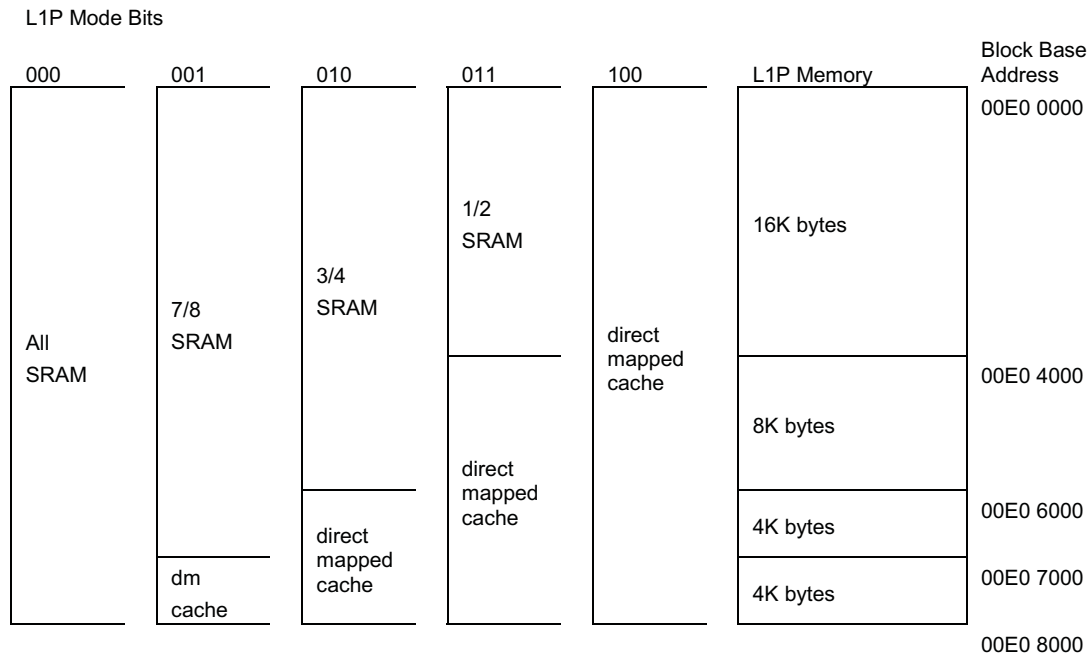 L1P Mode Bits
000 001 010 011 100 L1P Memory Block Base Address
00E0 0000
1/2
SRAM
16K bytes
3/4
SRAM
7/8
SRAM
All
SRAM
direct
mapped
cache
00E0 4000
8K bytes
direct
mapped
cache
00E0 6000
4K bytes
direct
mapped
cache
dm
cache
00E0 7000
4K bytes
00E0 8000